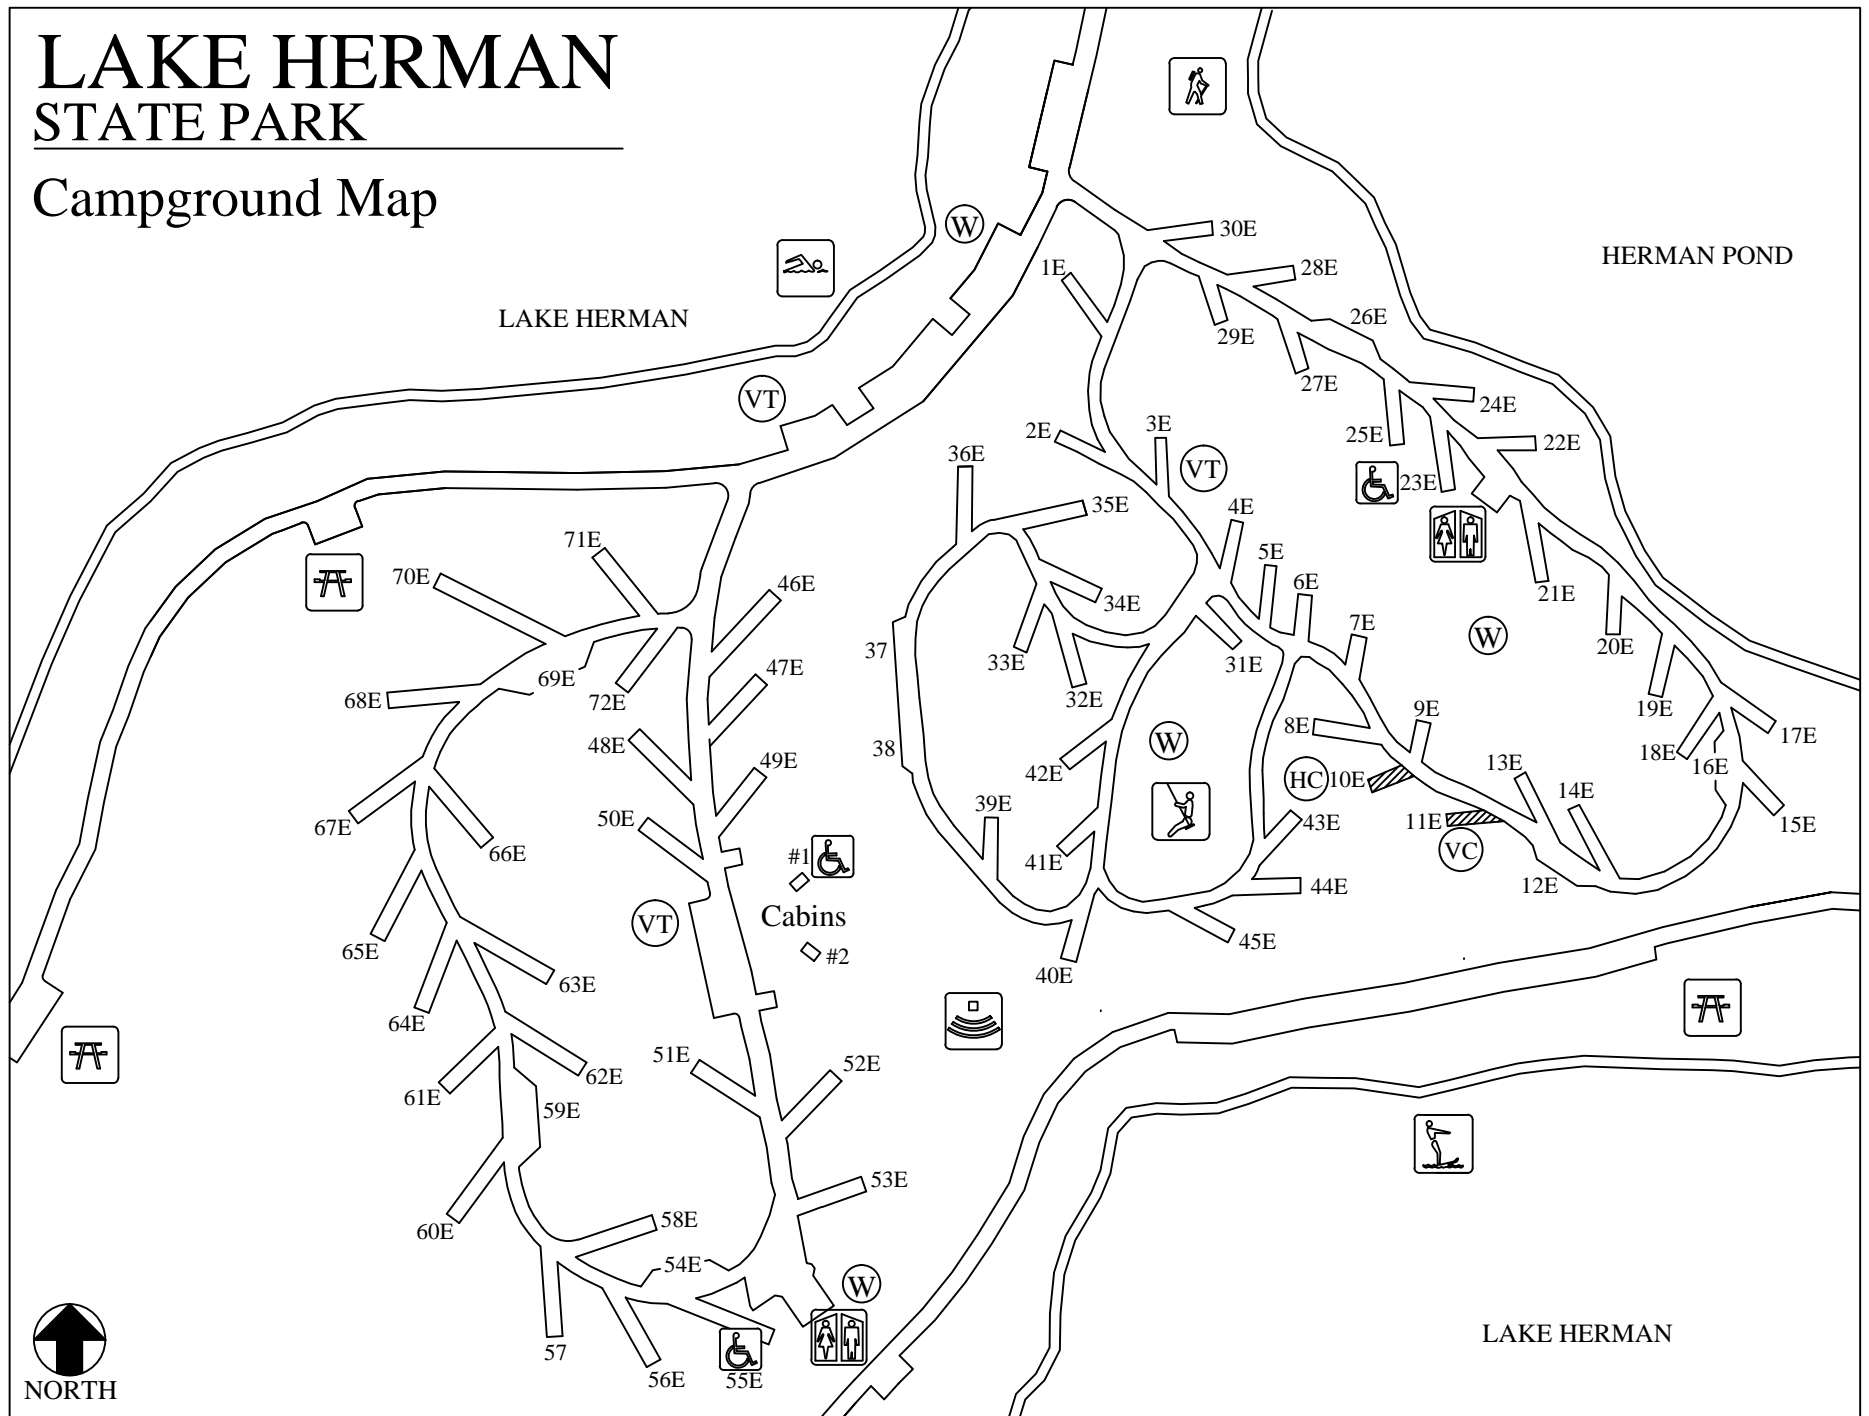 LAKE HERMAN
STATE PARK
Campground Map
W
30E
HERMAN POND
1E
28E
LAKE HERMAN
26E
29E
27E
VT
24E
3E
2E
25E
22E
36E
VT
23E
35E
4E
71E
5E
70E
46E
6E
21E
34E
7E
W
20E
37
33E
31E
47E
69E
68E
72E
32E
19E
9E
8E
17E
48E
38
W
18E
49E
42E
13E
16E
HC
10E
14E
39E
50E
67E
43E
11E
15E
66E
#1
41E
VC
12E
44E
Cabins
VT
65E
45E
#2
40E
63E
64E
51E
52E
62E
61E
59E
53E
58E
60E
54E
W
LAKE HERMAN
57
56E
55E
NORTH